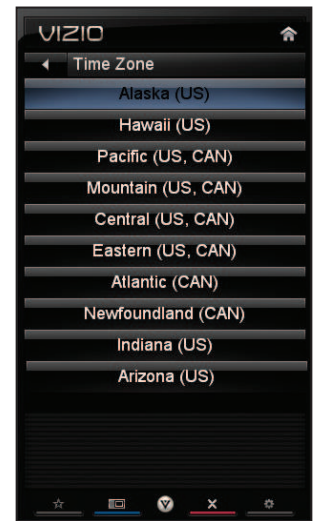 VIZIO
Time Zone
Alaska (US)
Hawaii (US)
Pacific (US, CAN)
Mountain (US, CAN)
Central (US, CAN)
Eastern (US, CAN)
Atlantic (CAN)
Newfoundland (CAN)
Indiana (US)
Arizona (US)